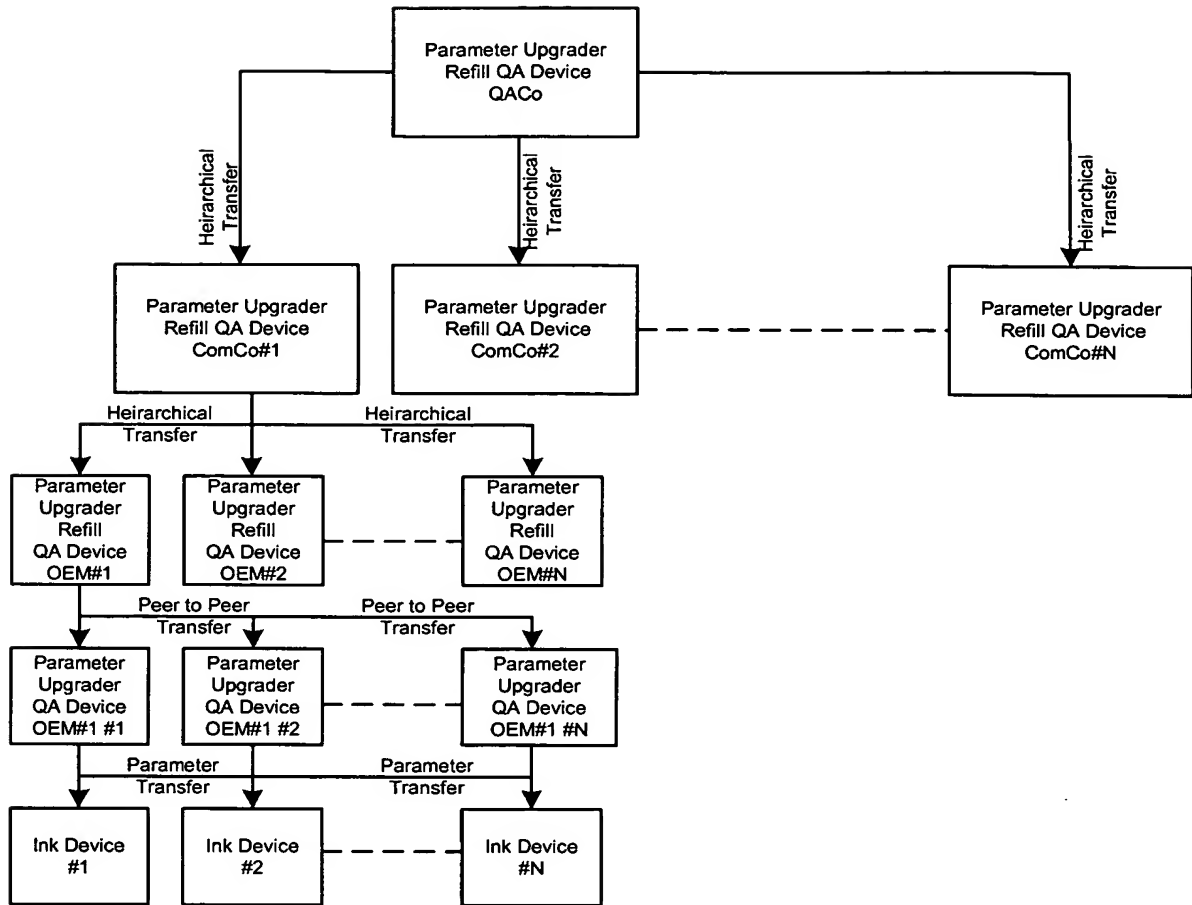 Parameter Upgrader
Refill QA Device
QACo
Heirarchical
Transfer
Heirarchical
Transfer
Heirarchical
Transfer
Parameter Upgrader
Refill QA Device
ComCo#1
Parameter Upgrader
Refill QA Device
ComCo#2
Parameter Upgrader
Refill QA Device
ComCo#N
Heirarchical
Transfer
Heirarchical
Transfer
Parameter
Upgrader
Refill
QA Device
OEM#1
Parameter
Upgrader
Refill
QA Device
OEM#2
Parameter
Upgrader
Refill
QA Device
OEM#N
Peer to Peer
Transfer
Peer to Peer
Transfer
Parameter
Upgrader
QA Device
OEM#1 #1
Parameter
Upgrader
QA Device
OEM#1 #2
Parameter
Upgrader
QA Device
OEM#1 #N
Parameter
Transfer
Parameter
Transfer
Ink Device
#1
Ink Device
#2
Ink Device
#N